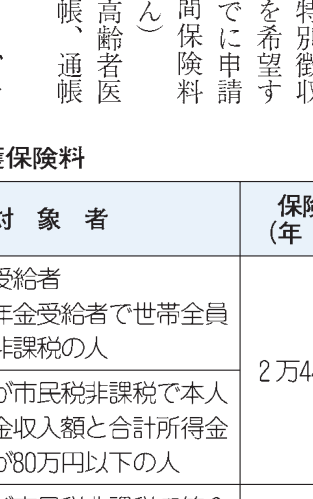 特別徴収
を希望す
でに申請
間保険料
ん）
高齢者医
帳、通帳
保険料
対象者
保険
（年
受給者
年金受給者で世帯全員
非課税の人
2万4
が市民税非課税で本人
金収入額と合計所得金
が80万円以下の人